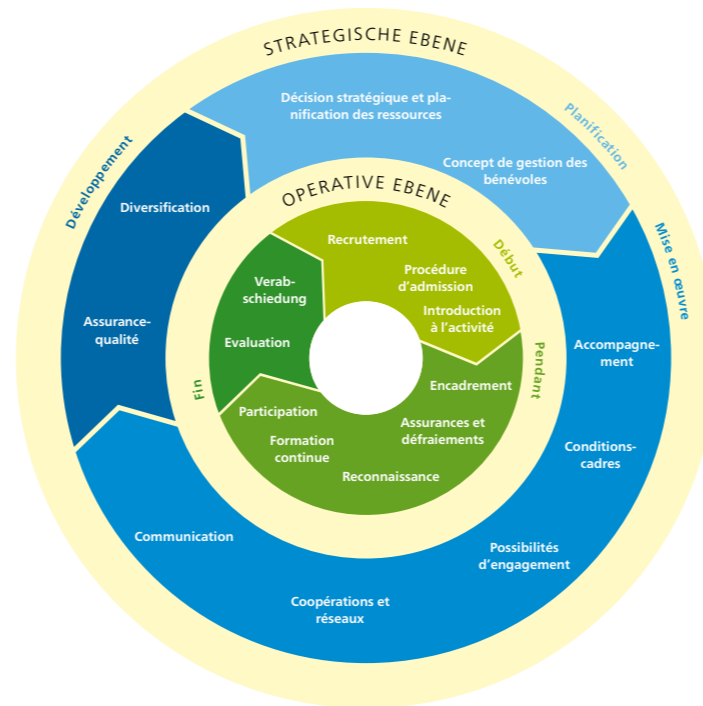 STRATEGISCHE EBENE
Planification
Décision stratégique et pla-
nification des ressources
Concept de gestion des
bénévoles
Mise en œuvre
Accompagne-
ment
Conditions-
cadres
Possibilités
d'engagement
Coopérations et
réseaux
Communication
Développement
Assurance-
qualité
Diversification
OPERATIVE EBENE
Début
Recrutement
Procédure
d'admission
Introduction
à l'activité
Pendant
Encadrement
Assurances et
défraiements
Reconnaissance
Formation
continue
Participation
Fin
Evaluation
Verab-
schiedung